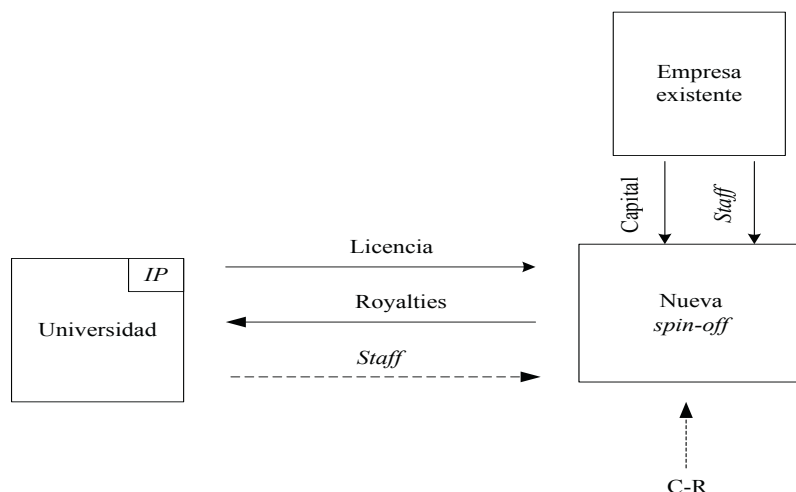 Empresa
existente
Capital
Staff
Licencia
IP
Universidad
Royalties
Nueva
spin-off
Staff
C-R